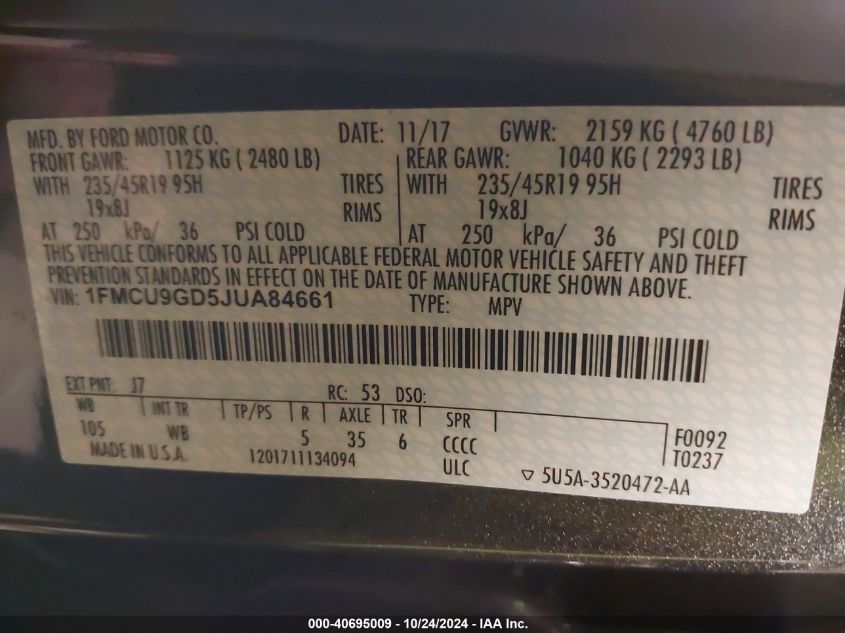 MFD. BY FORD MOTOR CO. DATE: 11/17 GVWR: 2159 KG ( 4760 LB)
FRONT GAWR: 1125 KG ( 2480 LB) REAR GAWR: 1040 KG ( 2293 LB)
WITH 235/45R19 95H TIRES WITH 235/45R19 95H TIRES
19x8J RIMS 19x8J RIMS
AT 250 kPa/ 36 PSI COLD AT 250 kPa/ 36 PSI COLD
THIS VEHICLE CONFORMS TO ALL APPLICABLE FEDERAL MOTOR VEHICLE SAFETY AND THEFT
PREVENTION STANDARDS IN EFFECT ON THE DATE OF MANUFACTURE SHOWN ABOVE.
VIN: 1FMCU9GD5JUA84661 TYPE: MPV
EXT PNT: J7 RC: 53 DSO:
WB INT TR TP/PS R AXLE TR SPR
105 WB 5 35 6 CCCC F0092
MADE IN U.S.A. 1201711134094 ULC T0237
5U5A-3520472-AA
000-40695009 - 10/24/2024 - IAA Inc.